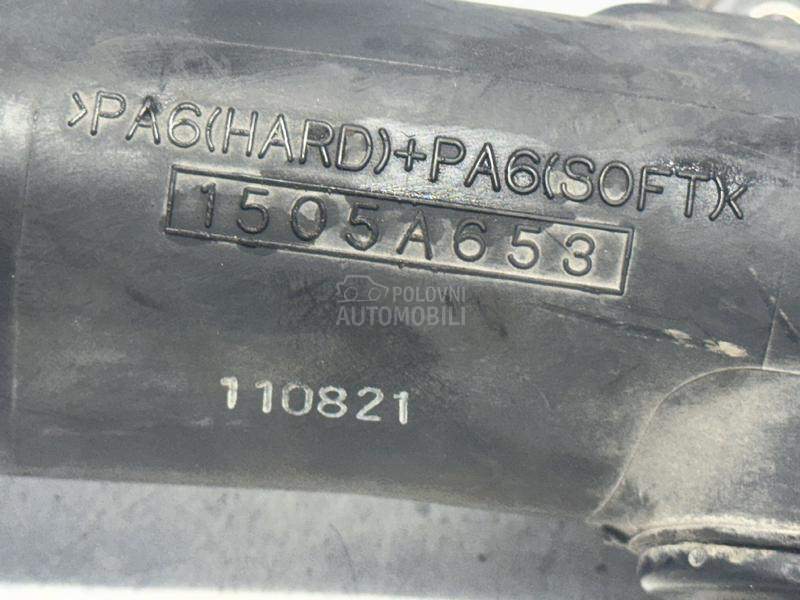 >PA6(HARD)+PA6(SOFT)<
1505A653
POLOVNI
AUTOMOBILI
110821